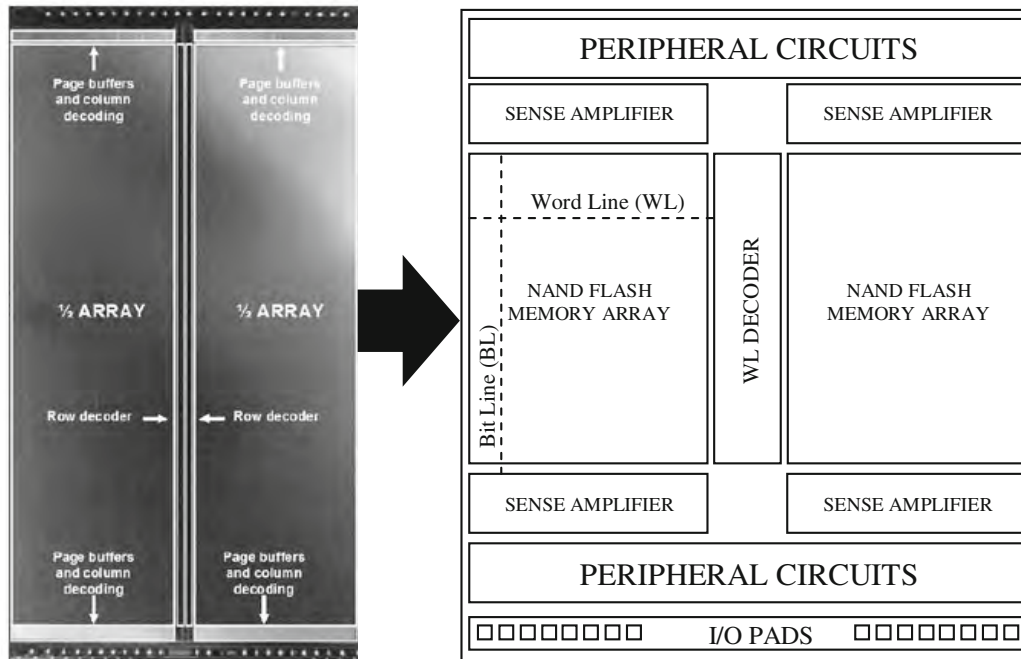 Page buffers
and column
decoding
Page buffers
and column
decoding
½ ARRAY
½ ARRAY
Row decoder
Row decoder
Page buffers
and column
decoding
Page buffers
and column
decoding
PERIPHERAL CIRCUITS
SENSE AMPLIFIER
SENSE AMPLIFIER
Word Line (WL)
Bit Line (BL)
NAND FLASH
MEMORY ARRAY
WL DECODER
NAND FLASH
MEMORY ARRAY
SENSE AMPLIFIER
SENSE AMPLIFIER
PERIPHERAL CIRCUITS
I/O PADS